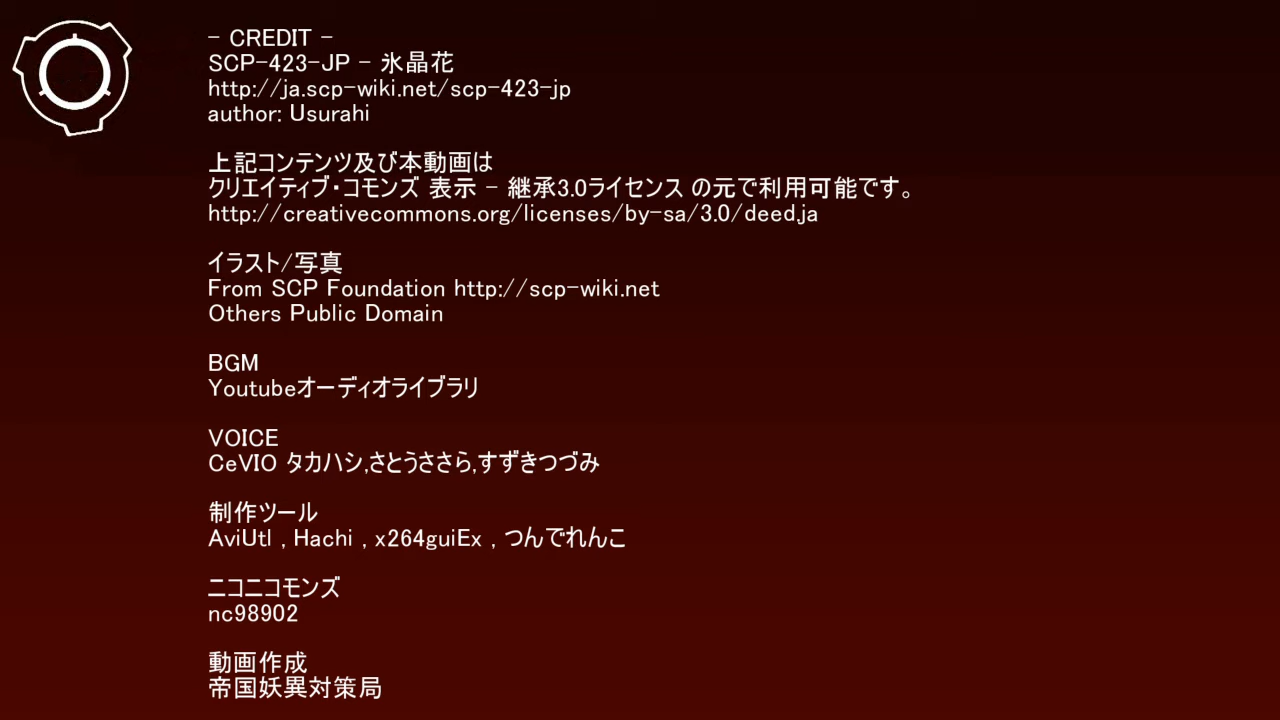 - CREDIT -
SCP-423-JP - 氷晶花
http://ja.scp-wiki.net/scp-423-jp
author: Usurahi
上記コンテンツ及び本動画は
クリエイティブ・コモンズ 表示 - 継承3.0ライセンス の元で利用可能です。
http://creativecommons.org/licenses/by-sa/3.0/deed.ja
イラスト/写真
From SCP Foundation http://scp-wiki.net
Others Public Domain
BGM
Youtubeオーディオライブラリ
VOICE
CeVIO タカハシ,さとうささら,すずきつづみ
制作ツール
AviUtl , Hachi , x264guiEx , つんでれんこ
ニコニコモンズ
nc98902
動画作成
帝国妖異対策局